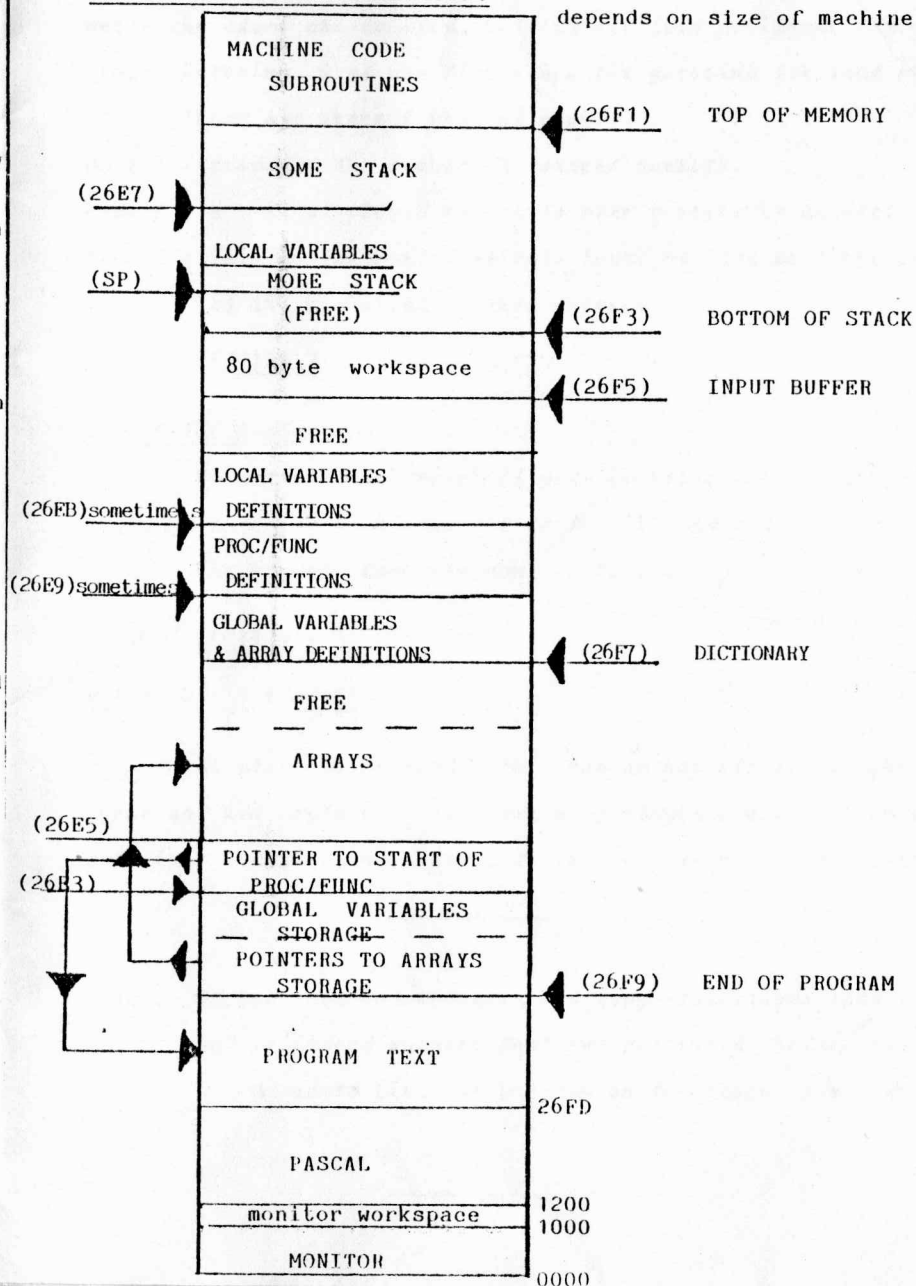 depends on size of machine
MACHINE CODE
SUBROUTINES
(26F1) TOP OF MEMORY
SOME STACK
(26E7)
LOCAL VARIABLES
(SP) MORE STACK
(FREE)
(26F3) BOTTOM OF STACK
80 byte workspace
(26F5) INPUT BUFFER
FREE
LOCAL VARIABLES
(26FB)sometimes DEFINITIONS
PROC/FUNC
(26E9)sometimes DEFINITIONS
GLOBAL VARIABLES
& ARRAY DEFINITIONS
(26F7) DICTIONARY
FREE
ARRAYS
(26E5)
POINTER TO START OF
(26E3) PROC/FUNC
GLOBAL VARIABLES
STORAGE
POINTERS TO ARRAYS
STORAGE
(26F9) END OF PROGRAM
PROGRAM TEXT
26FD
PASCAL
1200
monitor workspace
1000
MONITOR
0000